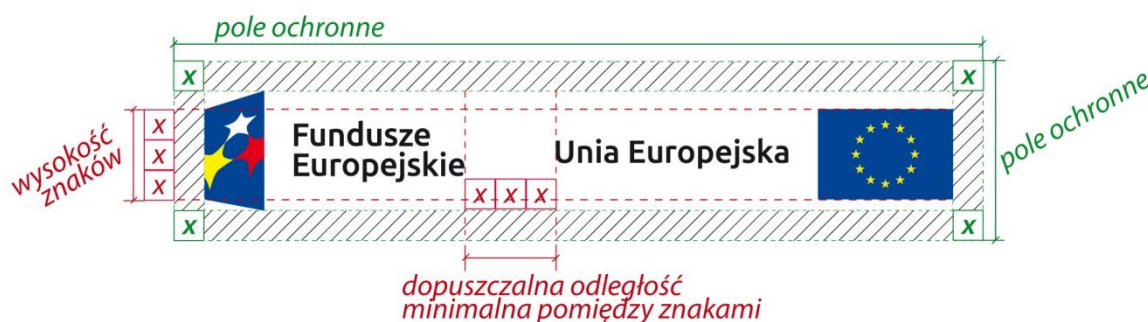 pole ochronne
x
x
wysokość
znaków
x
x
x
Fundusze
Europejskie
Unia Europejska
x x x
pole ochronne
x
x
dopuszczalna odległość
minimalna pomiędzy znakami